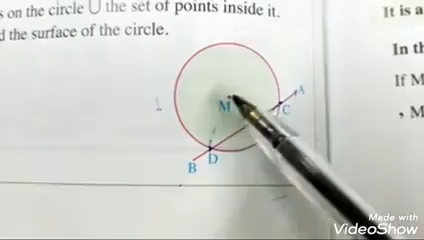 s on the circle U the set of points inside it.
d the surface of the circle.
It is a
In th
If M
, M
A
M
C
B
D
Made with
VideoShow